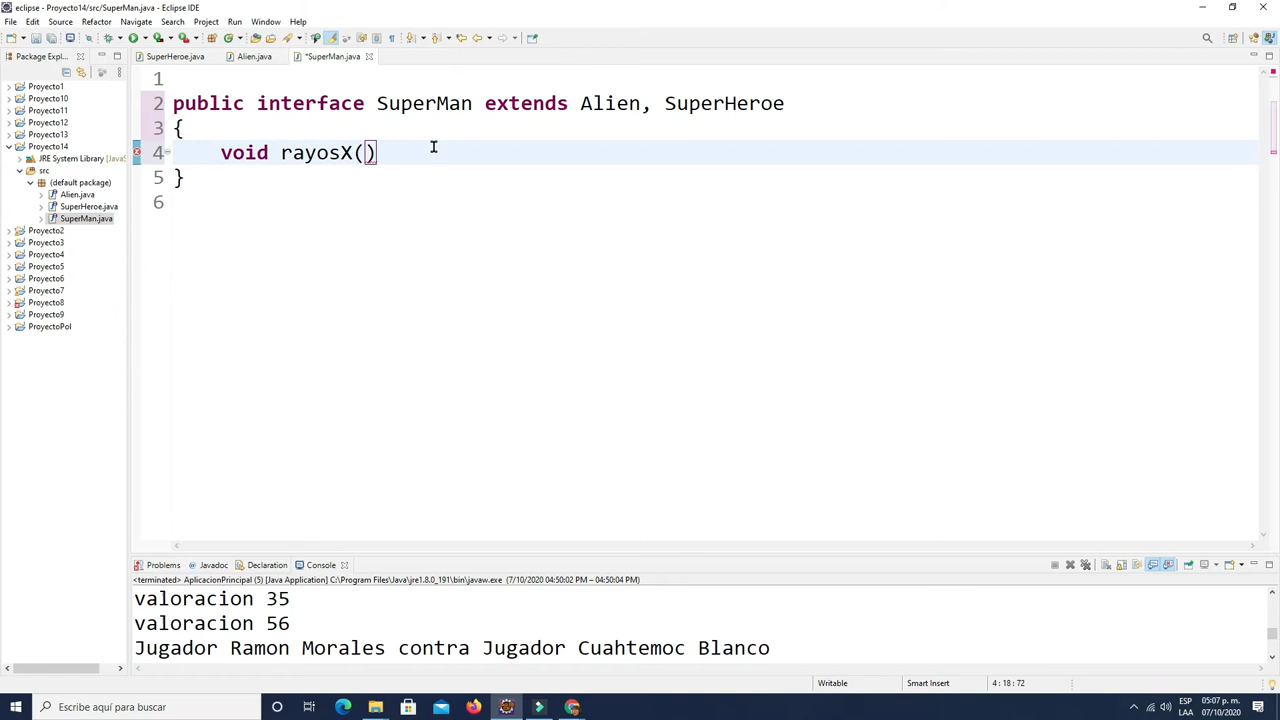 eclipse - Proyecto14/src/SuperMan.java - Eclipse IDE
File Edit Source Refactor Navigate Search Project Run Window Help
Package Expl...
SuperHeroe.java
Alien.java
*SuperMan.java
Proyecto1
Proyecto10
Proyecto11
Proyecto12
Proyecto13
Proyecto14
JRE System Library [JavaS
src
(default package)
Alien.java
SuperHeroe.java
SuperMan.java
Proyecto2
Proyecto3
Proyecto4
Proyecto5
Proyecto6
Proyecto7
Proyecto8
Proyecto9
ProyectoPol
1
2 public interface SuperMan extends Alien, SuperHeroe
3 {
4 void rayosX()
5 }
6
Problems Javadoc Declaration Console
<terminated> AplicacionPrincipal (5) [Java Application] C:\Program Files\Java\jre1.8.0_191\bin\javaw.exe (7/10/2020 04:50:02 PM – 04:50:04 PM)
valoracion 35
valoracion 56
Jugador Ramon Morales contra Jugador Cuahtemoc Blanco
Writable Smart Insert 4 : 18 : 72
Escribe aquí para buscar
ESP 05:07 p. m.
LAA 07/10/2020